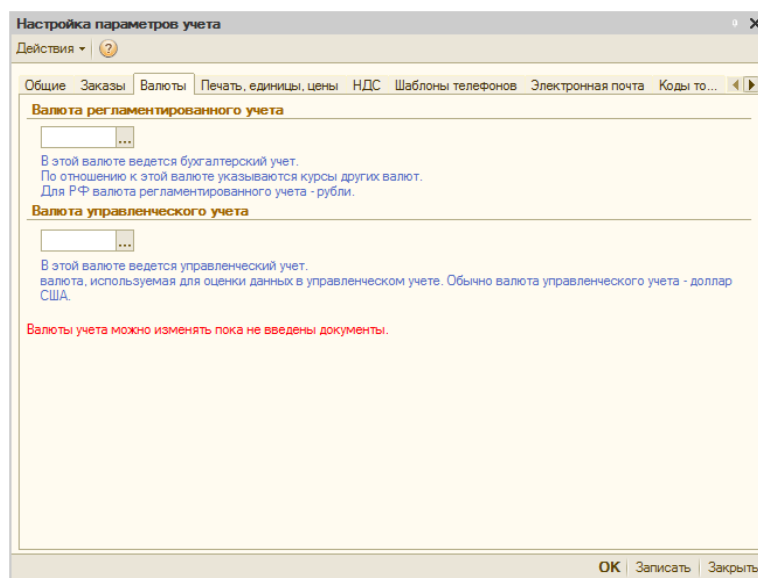 Настройка параметров учета
Действия
Общие Заказы Валюты Печать, единицы, цены НДС Шаблоны телефонов Электронная почта Коды то...
Валюта регламентированного учета
...
В этой валюте ведется бухгалтерский учет.
По отношению к этой валюте указываются курсы других валют.
Для РФ валюта регламентированного учета - рубли.
Валюта управленческого учета
...
В этой валюте ведется управленческий учет.
валюта, используемая для оценки данных в управленческом учете. Обычно валюта управленческого учета - доллар
США.
Валюты учета можно изменять пока не введены документы.
OK Записать Закрыть